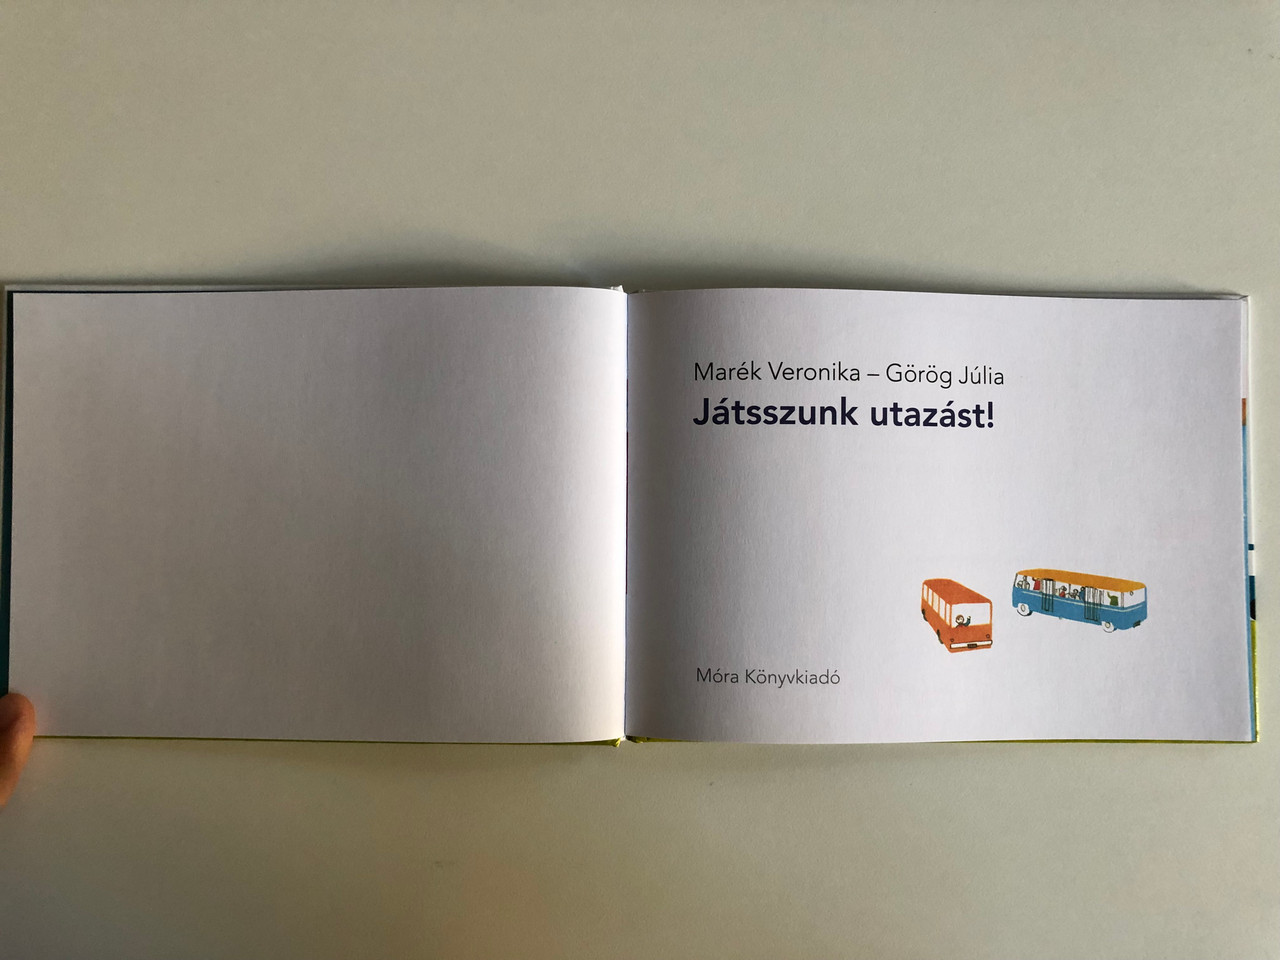 Marék Veronika – Görög Júlia
Játsszunk utazást!
Móra Könyvkiadó